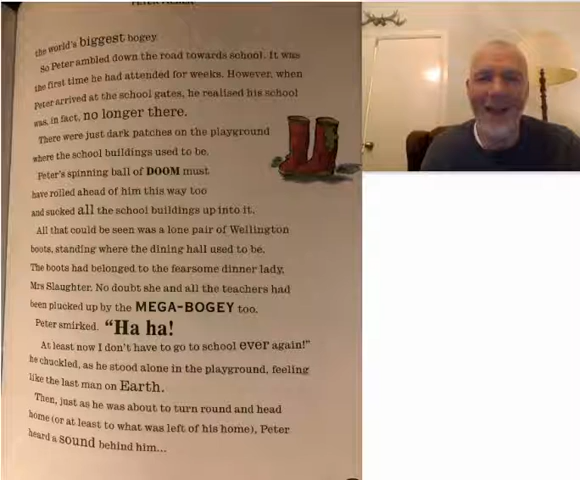 the world's biggest bogey.
So Peter ambled down the road towards school. It was
the first time he had attended for weeks. However, when
Peter arrived at the school gates, he realised his school
was, in fact, no longer there.
There were just dark patches on the playground
where the school buildings used to be.
Peter's spinning ball of DOOM must
have rolled ahead of him this way too
and sucked all the school buildings up into it.
All that could be seen was a lone pair of Wellington
boots, standing where the dining hall used to be.
The boots had belonged to the fearsome dinner lady,
Mrs Slaughter. No doubt she and all the teachers had
been plucked up by the MEGA-BOGEY too.
Peter smirked. "Ha ha!
At least now I don't have to go to school ever again!"
he chuckled, as he stood alone in the playground, feeling
like the last man on Earth.
Then, just as he was about to turn round and head
home (or at least to what was left of his home), Peter
heard a sound behind him...